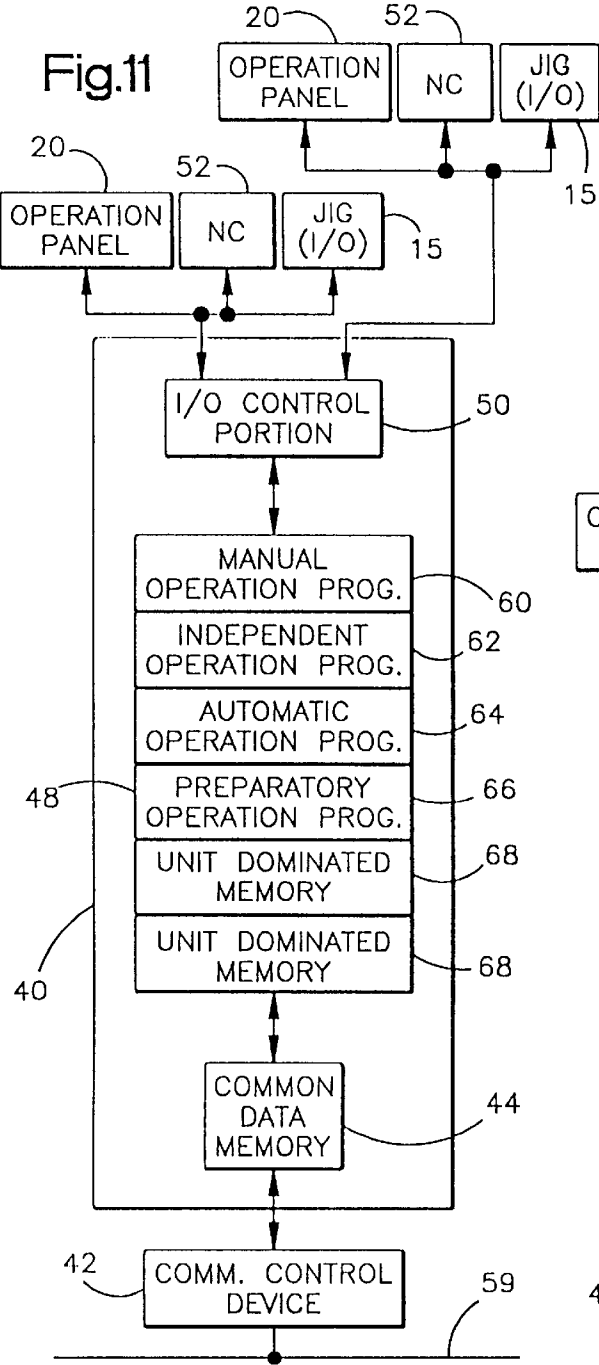 Fig.11
20
52
OPERATION
PANEL
NC
JIG
(I/O)
15
20
52
OPERATION
PANEL
NC
JIG
(I/O)
15
I/O CONTROL
PORTION
50
MANUAL
OPERATION PROG.
60
INDEPENDENT
OPERATION PROG.
62
AUTOMATIC
OPERATION PROG.
64
48
PREPARATORY
OPERATION PROG.
66
UNIT DOMINATED
MEMORY
68
UNIT DOMINATED
MEMORY
68
40
COMMON
DATA
MEMORY
44
42
COMM. CONTROL
DEVICE
59
4